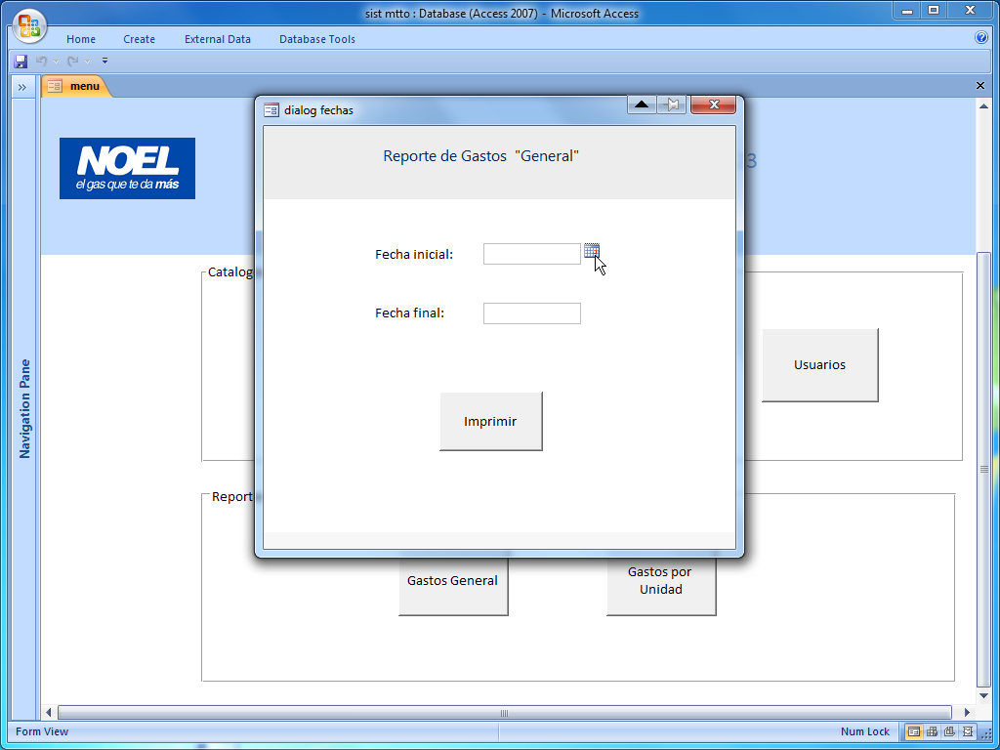 sist mtto : Database (Access 2007) - Microsoft Access
Home Create External Data Database Tools
menu
dialog fechas
NOEL
el gas que te da más
Reporte de Gastos "General"
3
Fecha inicial:
Catalog
Fecha final:
Usuarios
Navigation Pane
Imprimir
Report
Gastos General
Gastos por
Unidad
Form View
Num Lock